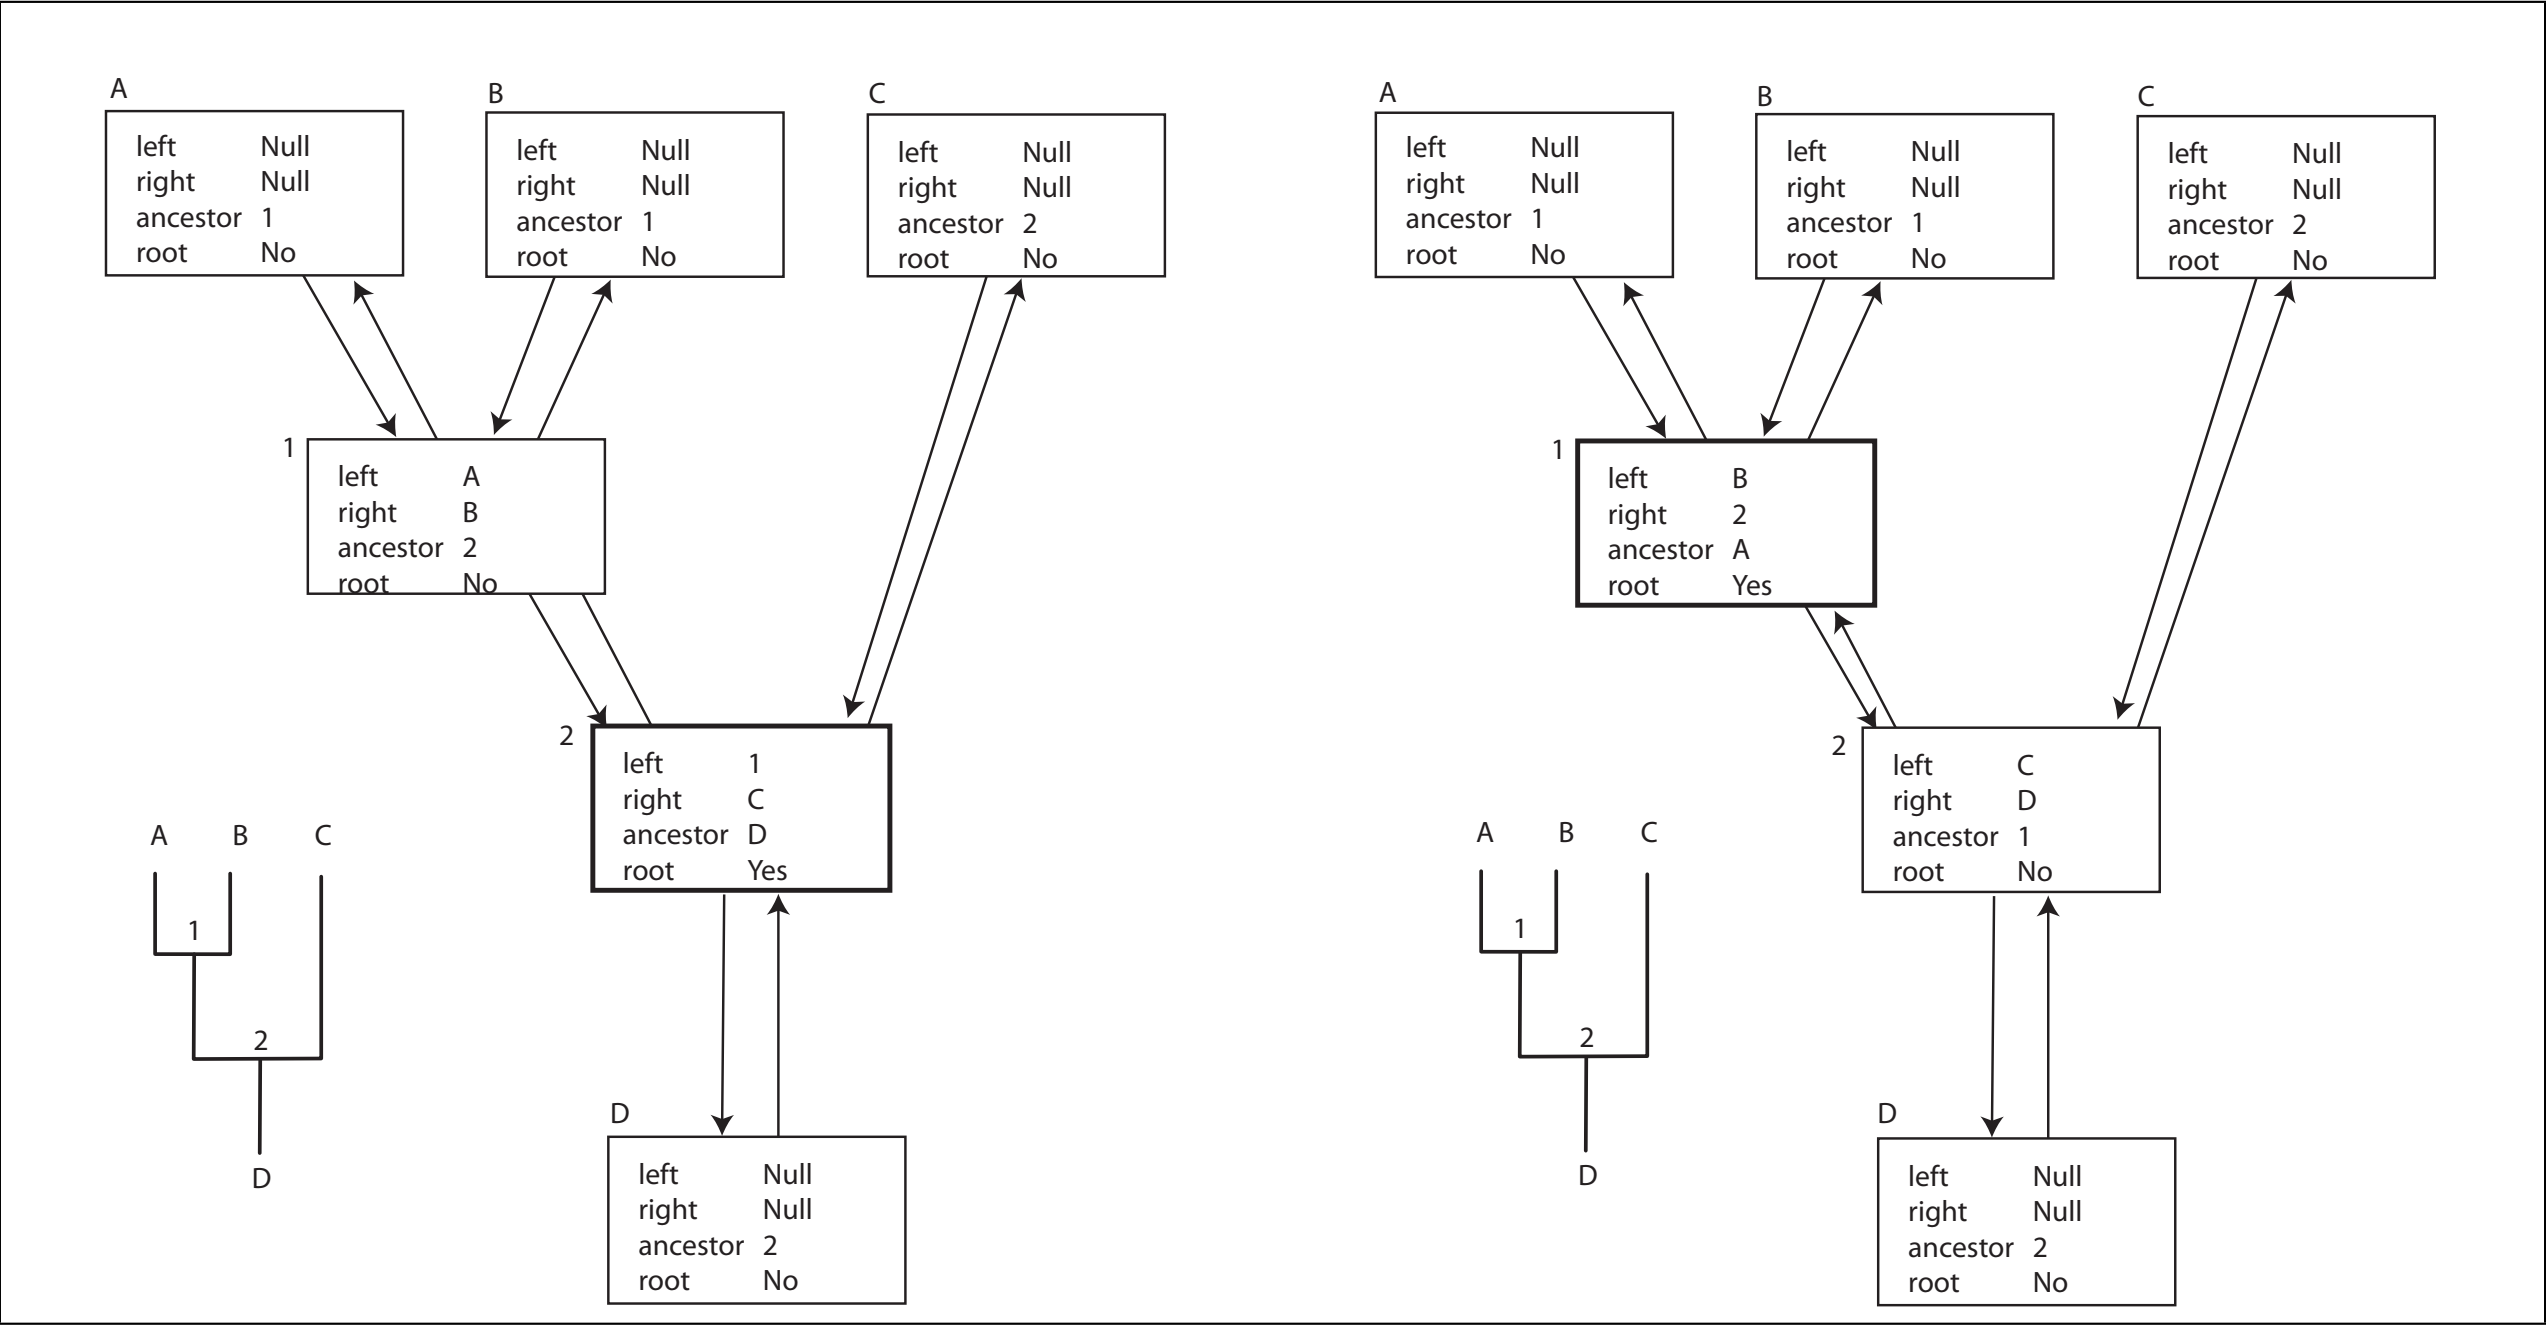 A
left Null
right Null
ancestor 1
root No
B
left Null
right Null
ancestor 1
root No
C
left Null
right Null
ancestor 2
root No
1
left A
right B
ancestor 2
root No
2
left 1
right C
ancestor D
root Yes
D
left Null
right Null
ancestor 2
root No
A B C
1
2
D
A
left Null
right Null
ancestor 1
root No
B
left Null
right Null
ancestor 1
root No
C
left Null
right Null
ancestor 2
root No
1
left B
right 2
ancestor A
root Yes
2
left C
right D
ancestor 1
root No
D
left Null
right Null
ancestor 2
root No
A B C
1
2
D